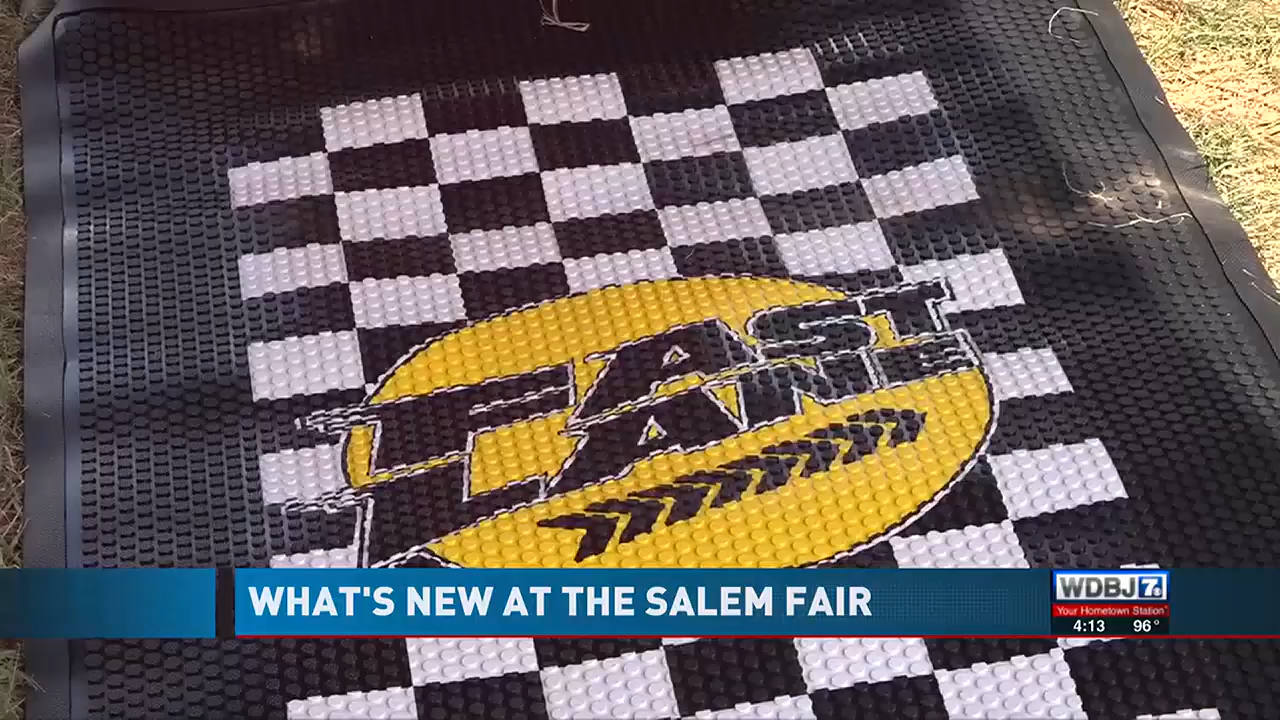 FAST
LANE
WHAT'S NEW AT THE SALEM FAIR
WDBJ7
Your Hometown Station
4:13 96°